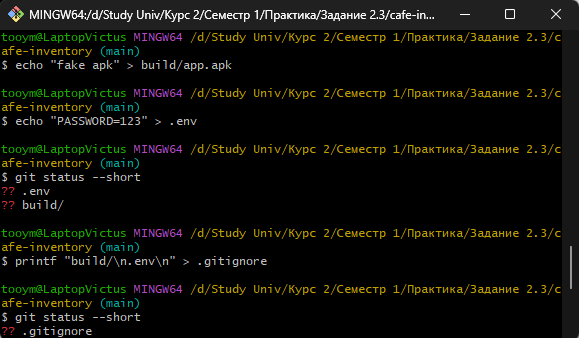 MINGW64:/d/Study Univ/Курс 2/Семестр 1/Практика/Задание 2.3/cafe-in...
tooym@LaptopVictus MINGW64 /d/Study Univ/Курс 2/Семестр 1/Практика/Задание 2.3/c
afe-inventory (main)
$ echo "fake apk" > build/app.apk
tooym@LaptopVictus MINGW64 /d/Study Univ/Курс 2/Семестр 1/Практика/Задание 2.3/c
afe-inventory (main)
$ echo "PASSWORD=123" > .env
tooym@LaptopVictus MINGW64 /d/Study Univ/Курс 2/Семестр 1/Практика/Задание 2.3/c
afe-inventory (main)
$ git status --short
?? .env
?? build/
tooym@LaptopVictus MINGW64 /d/Study Univ/Курс 2/Семестр 1/Практика/Задание 2.3/c
afe-inventory (main)
$ printf "build/\n.env\n" > .gitignore
tooym@LaptopVictus MINGW64 /d/Study Univ/Курс 2/Семестр 1/Практика/Задание 2.3/c
afe-inventory (main)
$ git status --short
?? .gitignore